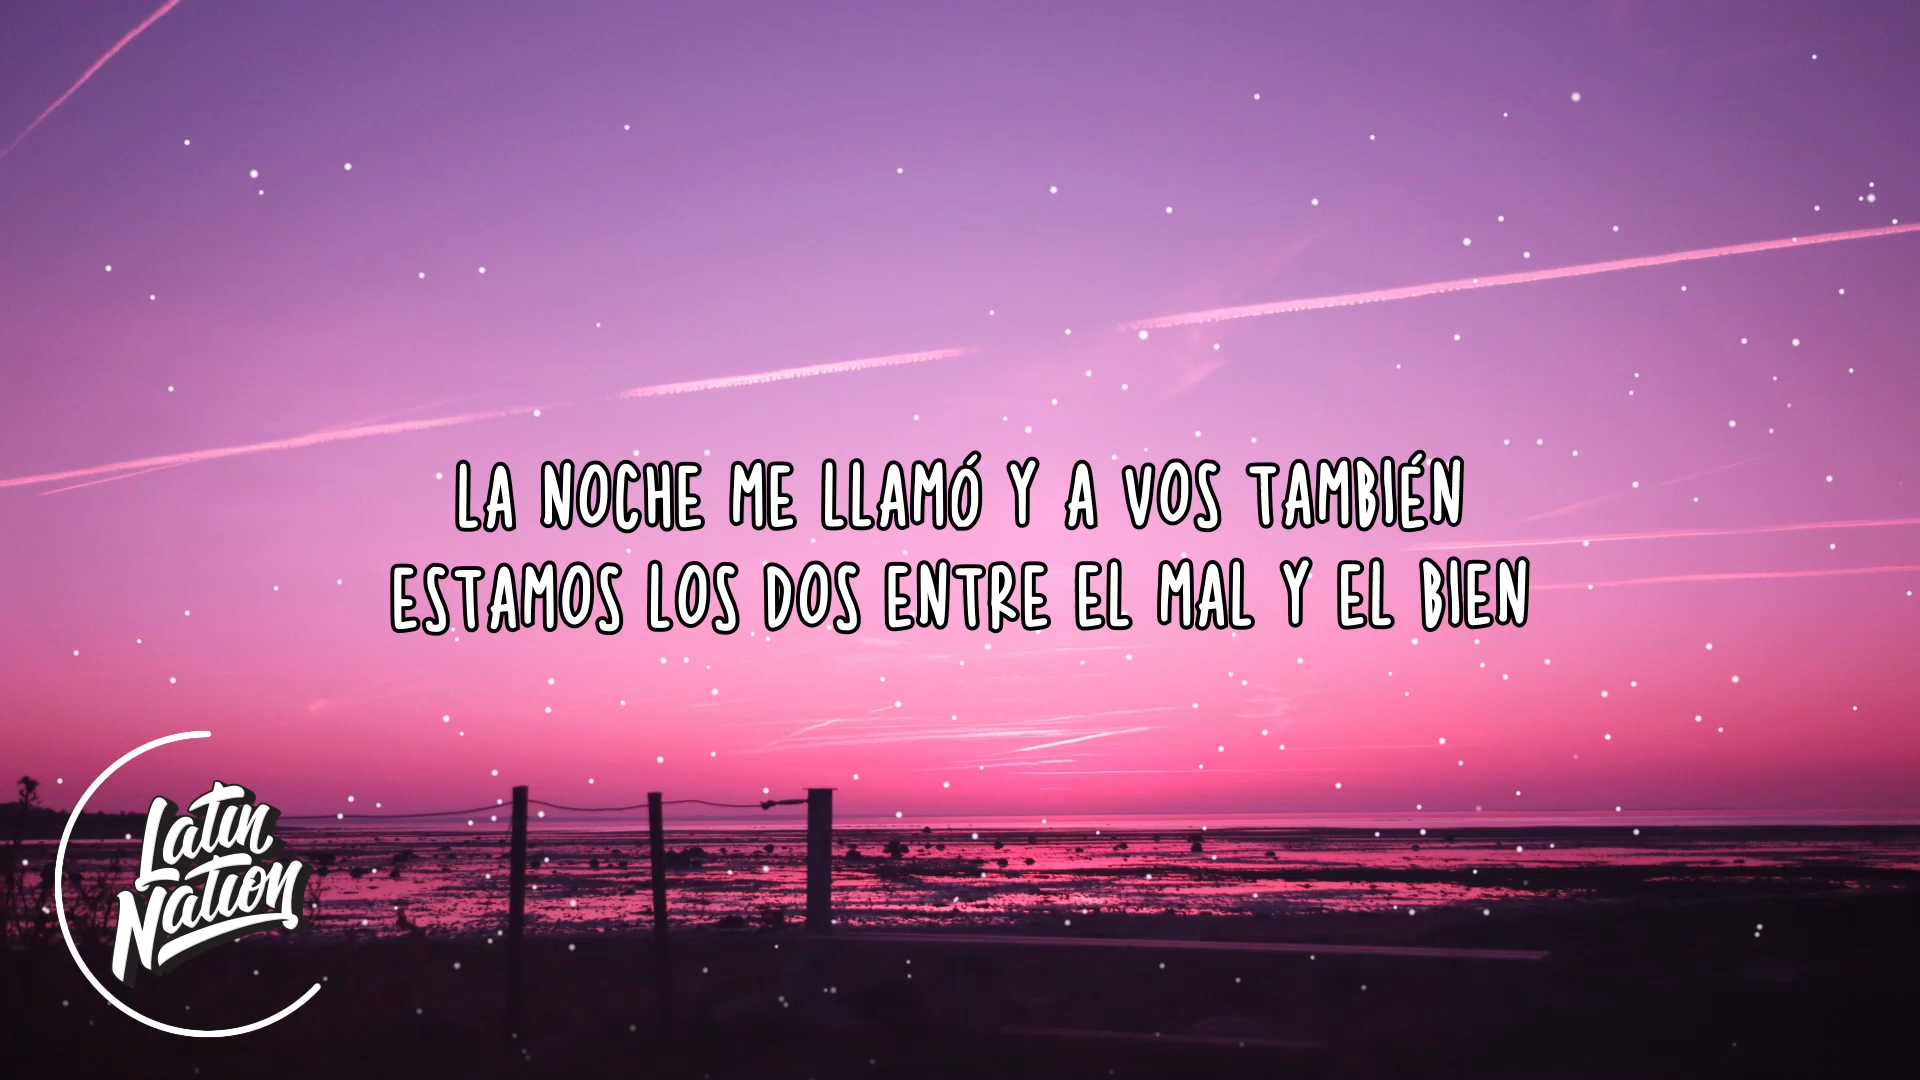 LA NOCHE ME LLAMÓ Y A VOS TAMBIÉN
ESTAMOS LOS DOS ENTRE EL MAL Y EL BIEN
Latin
Nation